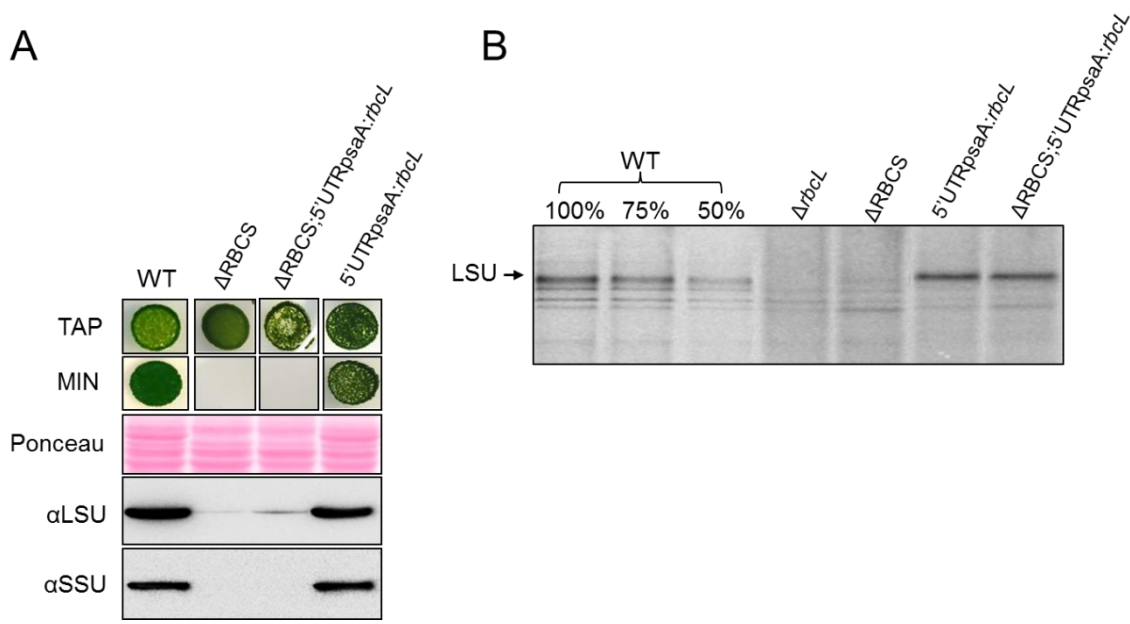 A
WT
ΔRBCS
ΔRBCS;5'UTRpsaA:rbcL
5'UTRpsaA:rbcL
TAP
MIN
Ponceau
αLSU
αSSU
B
WT
100% 75% 50%
ΔrbcL
ΔRBCS
5'UTRpsaA:rbcL
ΔRBCS;5'UTRpsaA:rbcL
LSU